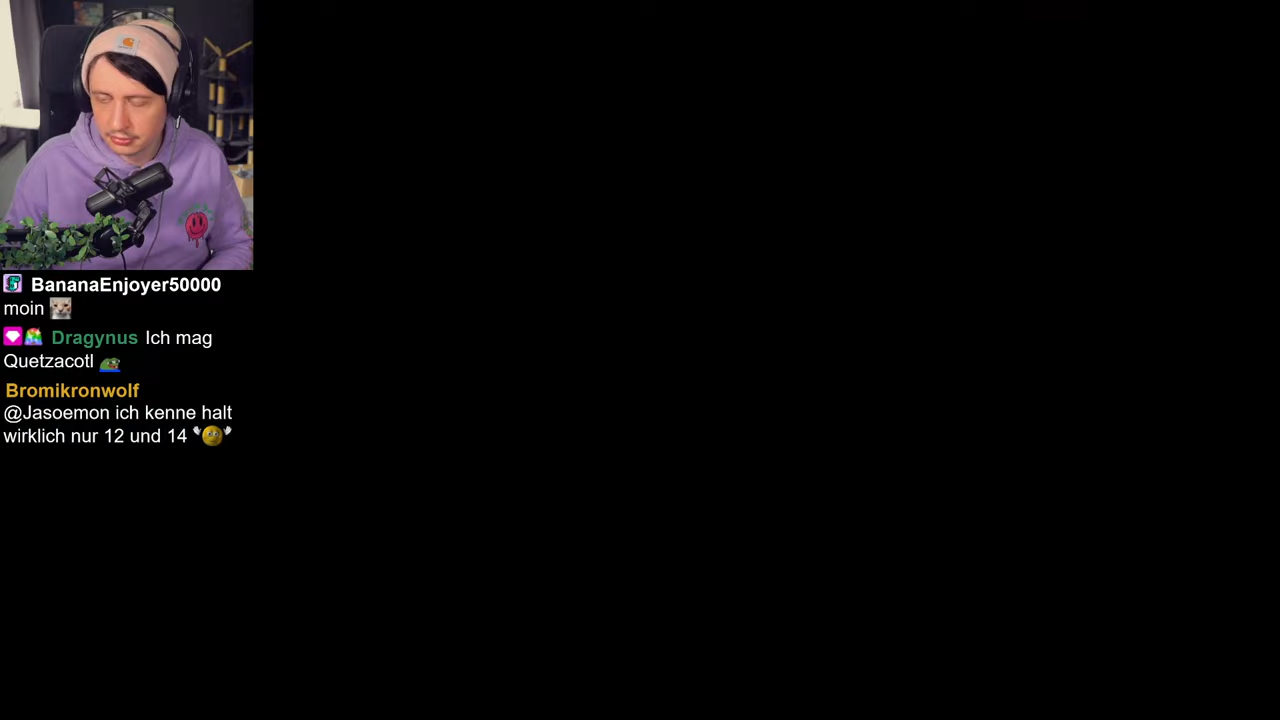 BananaEnjoyer50000
moin
Dragynus Ich mag
Quetzacotl
Bromikronwolf
@Jasoemon ich kenne halt
wirklich nur 12 und 14